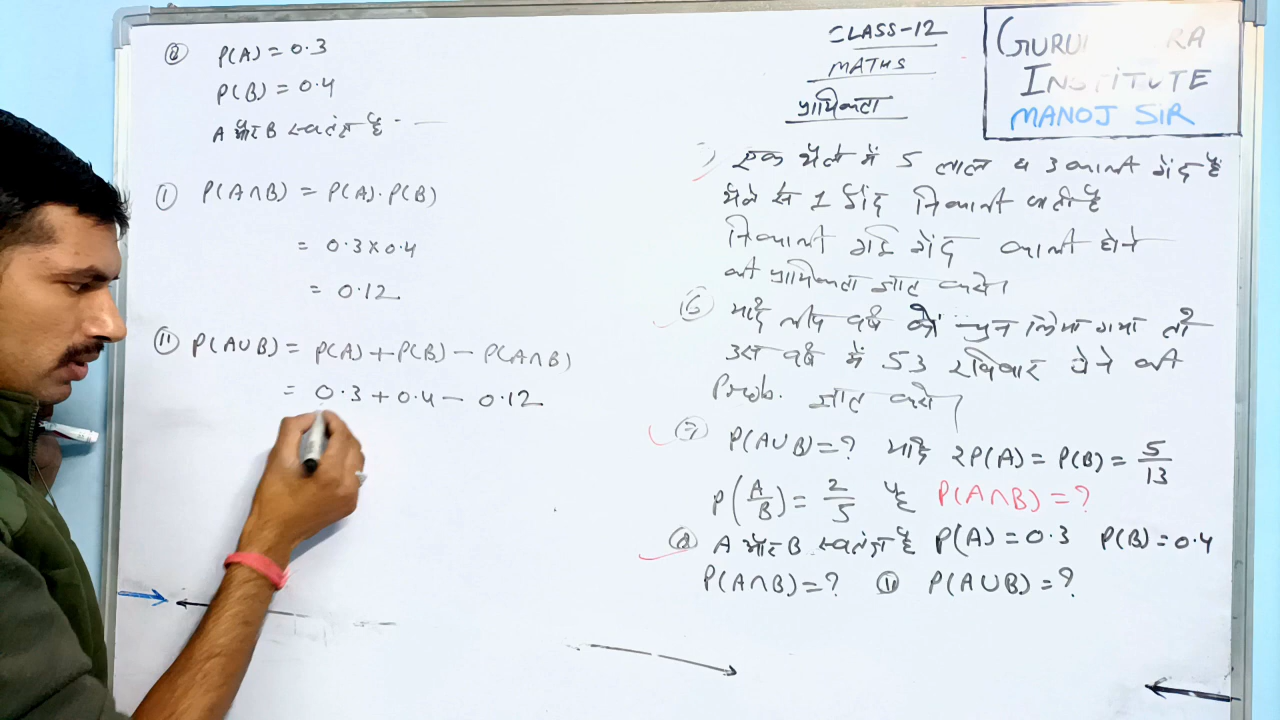 ⑧ P(A) = 0.3
P(B) = 0.4
A और B स्वतंत्र है
① P(A∩B) = P(A).P(B)
= 0.3×0.4
= 0.12
⑪ P(A∪B) = P(A)+P(B) – P(A∩B)
= 0.3+0.4 – 0.12
CLASS-12
MATHS
प्रायिकता
GURU RA
INSTITUTE
MANOJ SIR
एक थैले में 5 लाल व 3 काली गेंद है
थैले से 1 गेंद निकाली जाती है
निकाली गई गेंद काली होने
की प्रायिकता ज्ञात करो।
⑥ यदि लीप वर्ष को चुन लिया गया तो
उस वर्ष में 53 रविवार होने की
Prob. ज्ञात करो।
⑦ P(A∪B)=? यदि 2P(A) = P(B) = 5/13
P(A/B) = 2/5 है P(A∩B) = ?
⑧ A और B स्वतंत्र है P(A) = 0.3 P(B) = 0.4
P(A∩B) = ? ⑪ P(A∪B) = ?